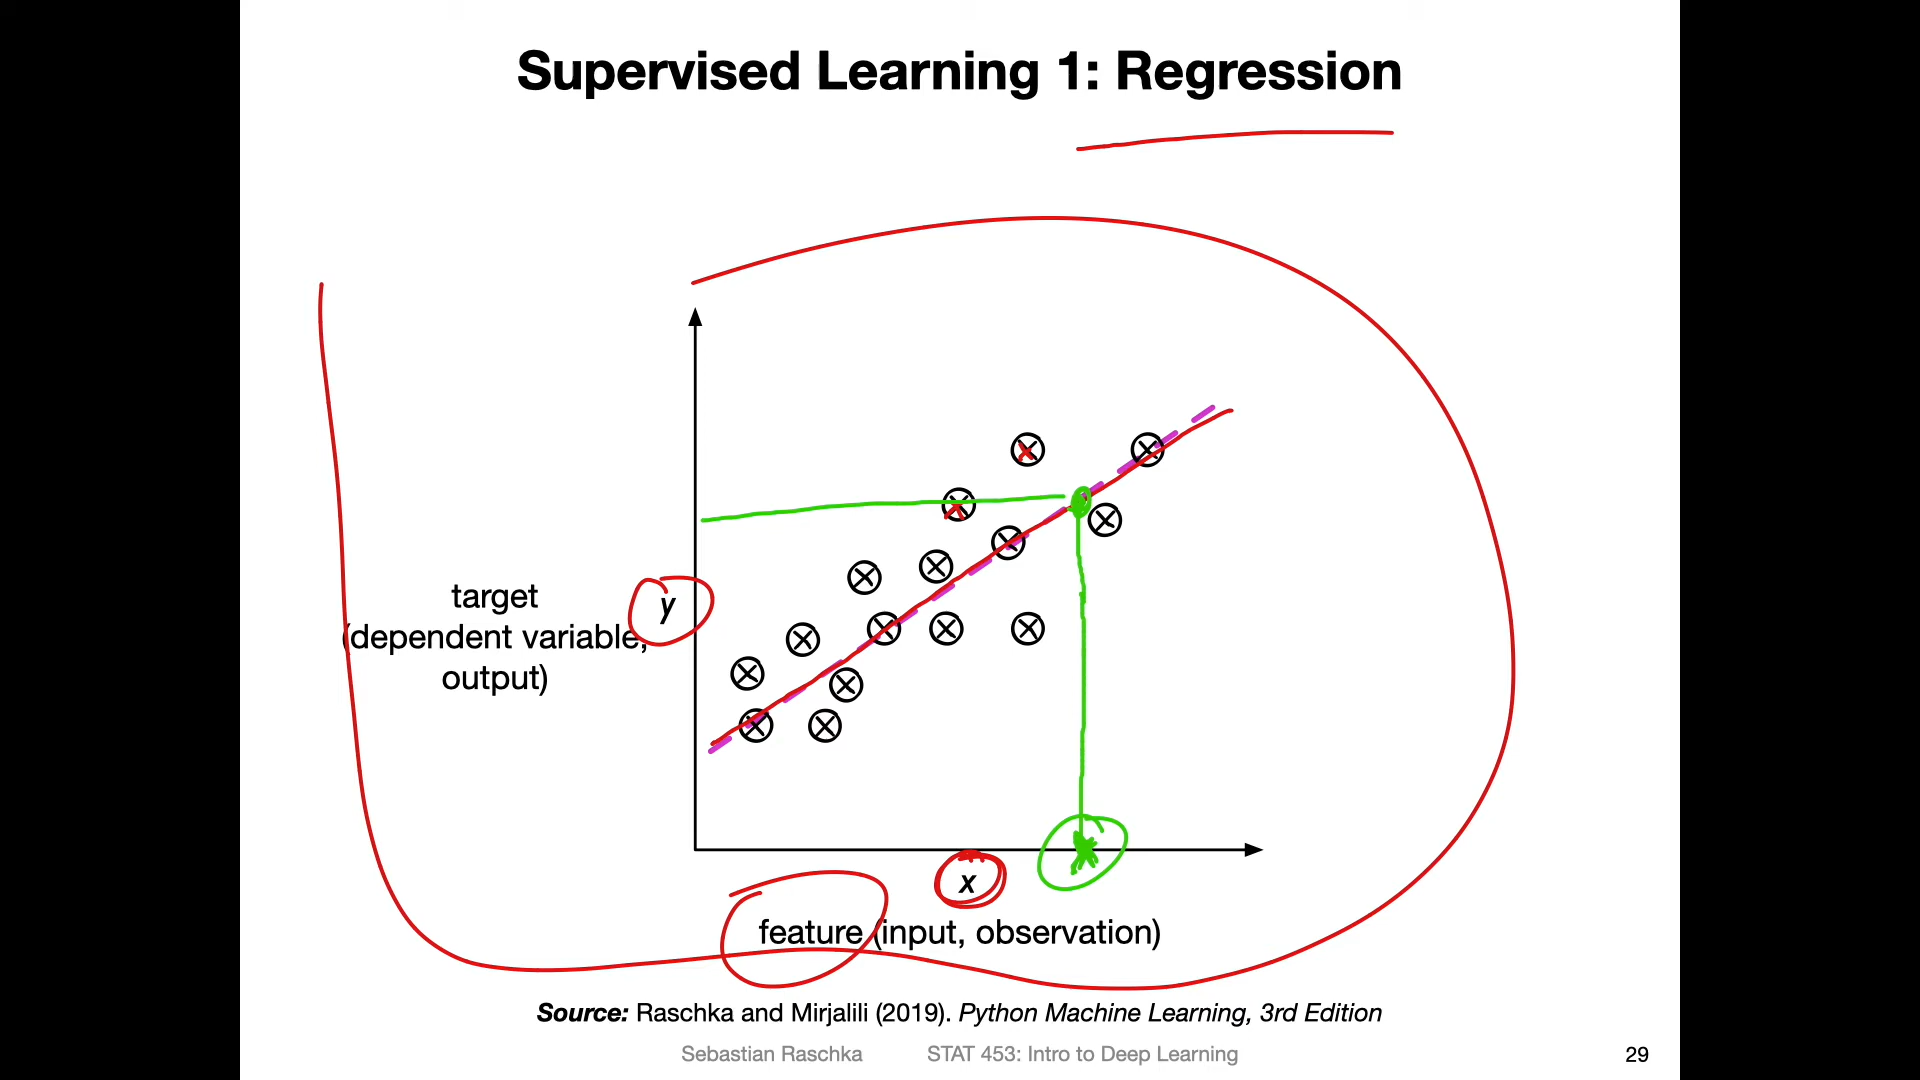 Supervised Learning 1: Regression
y
target
(dependent variable,
output)
x
feature (input, observation)
Source: Raschka and Mirjalili (2019). Python Machine Learning, 3rd Edition
Sebastian Raschka STAT 453: Intro to Deep Learning 29